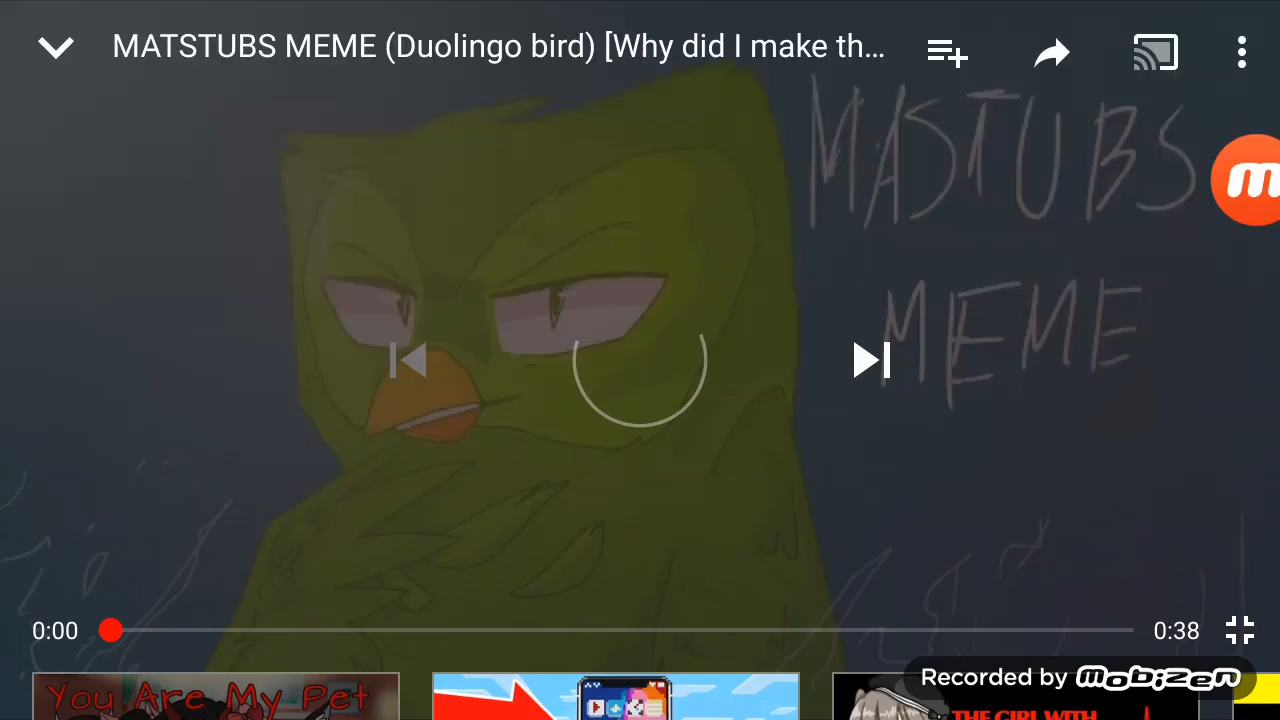 MATSTUBS MEME (Duolingo bird) [Why did I make th...
MASTUBS
MEME
m
0:00
0:38
Recorded by mobizen
You Are My Pet
THE GIRL WITH